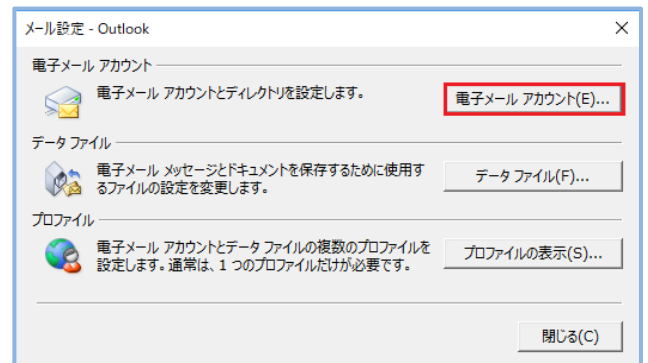 メール設定 - Outlook
電子メール アカウント
電子メール アカウントとディレクトリを設定します。
電子メール アカウント(E)...
データ ファイル
電子メール メッセージとドキュメントを保存するために使用す
るファイルの設定を変更します。
データ ファイル(F)...
プロファイル
電子メール アカウントとデータ ファイルの複数のプロファイルを
設定します。通常は、1 つのプロファイルだけが必要です。
プロファイルの表示(S)...
閉じる(C)